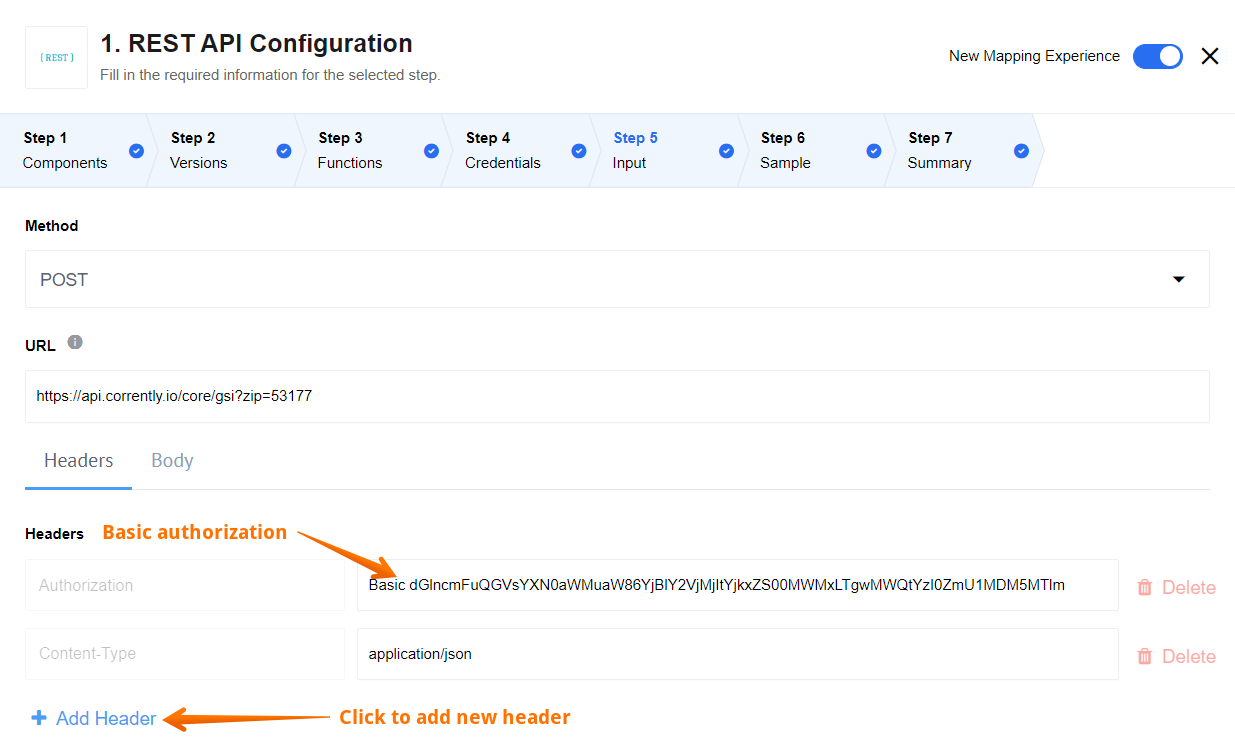 {REST}
1. REST API Configuration
Fill in the required information for the selected step.
New Mapping Experience
Step 1
Components
Step 2
Versions
Step 3
Functions
Step 4
Credentials
Step 5
Input
Step 6
Sample
Step 7
Summary
Method
POST
URL
https://api.corrently.io/core/gsi?zip=53177
Headers Body
Headers Basic authorization
Authorization Basic dGlncmFuQGVsYXN0aWMuaW86YjBlY2VjMjItYjkxZS00MWMxLTgwMWQtYzI0ZmU1MDM5MTIm Delete
Content-Type application/json Delete
Add Header Click to add new header